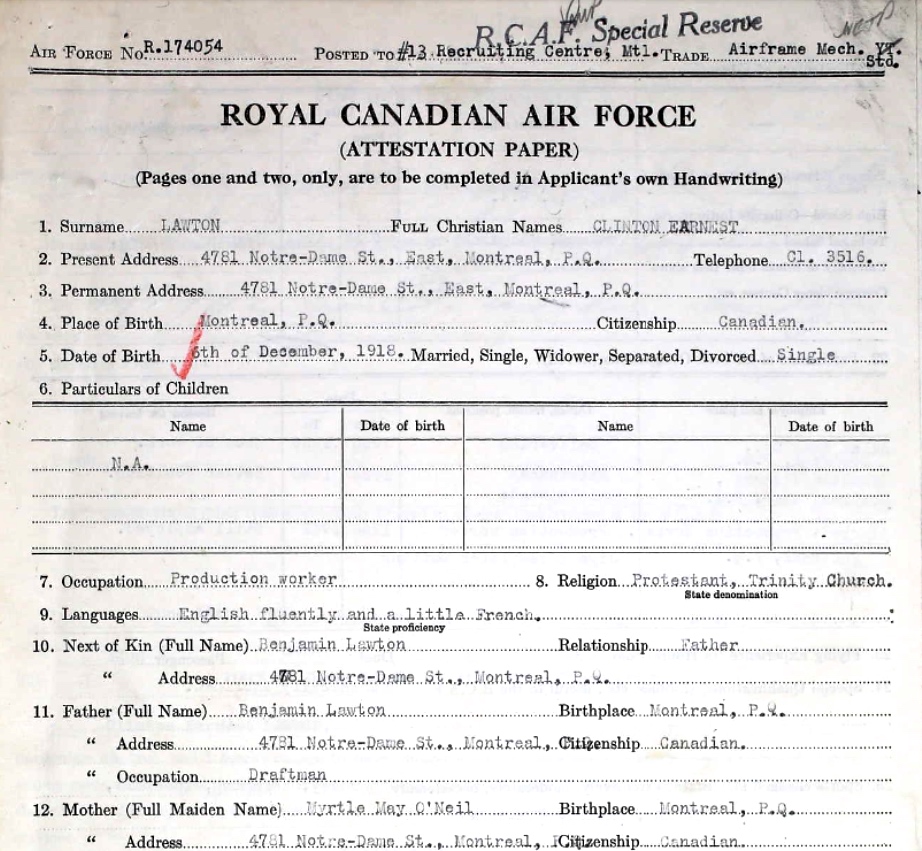 R.C.A.F. Special Reserve
AIR FORCE No. R.174054 POSTED TO #13 Recruiting Centre, Mtl. TRADE Airframe Mech.
Std.
ROYAL CANADIAN AIR FORCE
(ATTESTATION PAPER)
(Pages one and two, only, are to be completed in Applicant's own Handwriting)
1. Surname LAWTON FULL Christian Names CLINTON EARNEST
2. Present Address 4781 Notre-Dame St., East, Montreal, P.Q. Telephone Cl. 3516.
3. Permanent Address 4781 Notre-Dame St., East, Montreal, P.Q.
4. Place of Birth Montreal, P.Q. Citizenship Canadian.
5. Date of Birth 6th of December, 1918. Married, Single, Widower, Separated, Divorced Single
6. Particulars of Children
Name Date of birth Name Date of birth
N.A.
7. Occupation Production worker 8. Religion Protestant, Trinity Church.
State denomination
9. Languages English fluently and a little French.
State proficiency
10. Next of Kin (Full Name) Benjamin Lawton Relationship Father
" Address 4781 Notre-Dame St., Montreal, P.Q.
11. Father (Full Name) Benjamin Lawton Birthplace Montreal, P.Q.
" Address 4781 Notre-Dame St., Montreal, Citizenship Canadian.
" Occupation Draftman
12. Mother (Full Maiden Name) Myrtle May O'Neil Birthplace Montreal, P.Q.
" Address 4781 Notre-Dame St., Montreal, Citizenship Canadian.